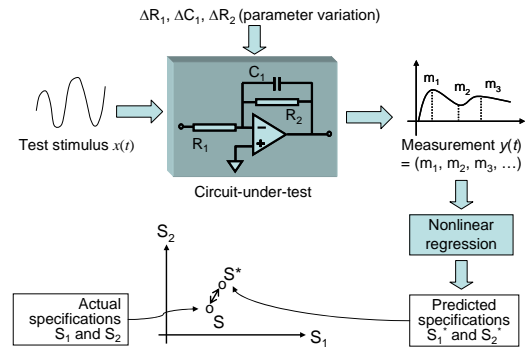 ΔR₁, ΔC₁, ΔR₂ (parameter variation)
C₁
R₂
R₁
m₁
m₂
m₃
Test stimulus x(t)
Circuit-under-test
Measurement y(t)
= (m₁, m₂, m₃, …)
Nonlinear
regression
S₂
S*
S
S₁
Actual
specifications
S₁ and S₂
Predicted
specifications
S₁* and S₂*